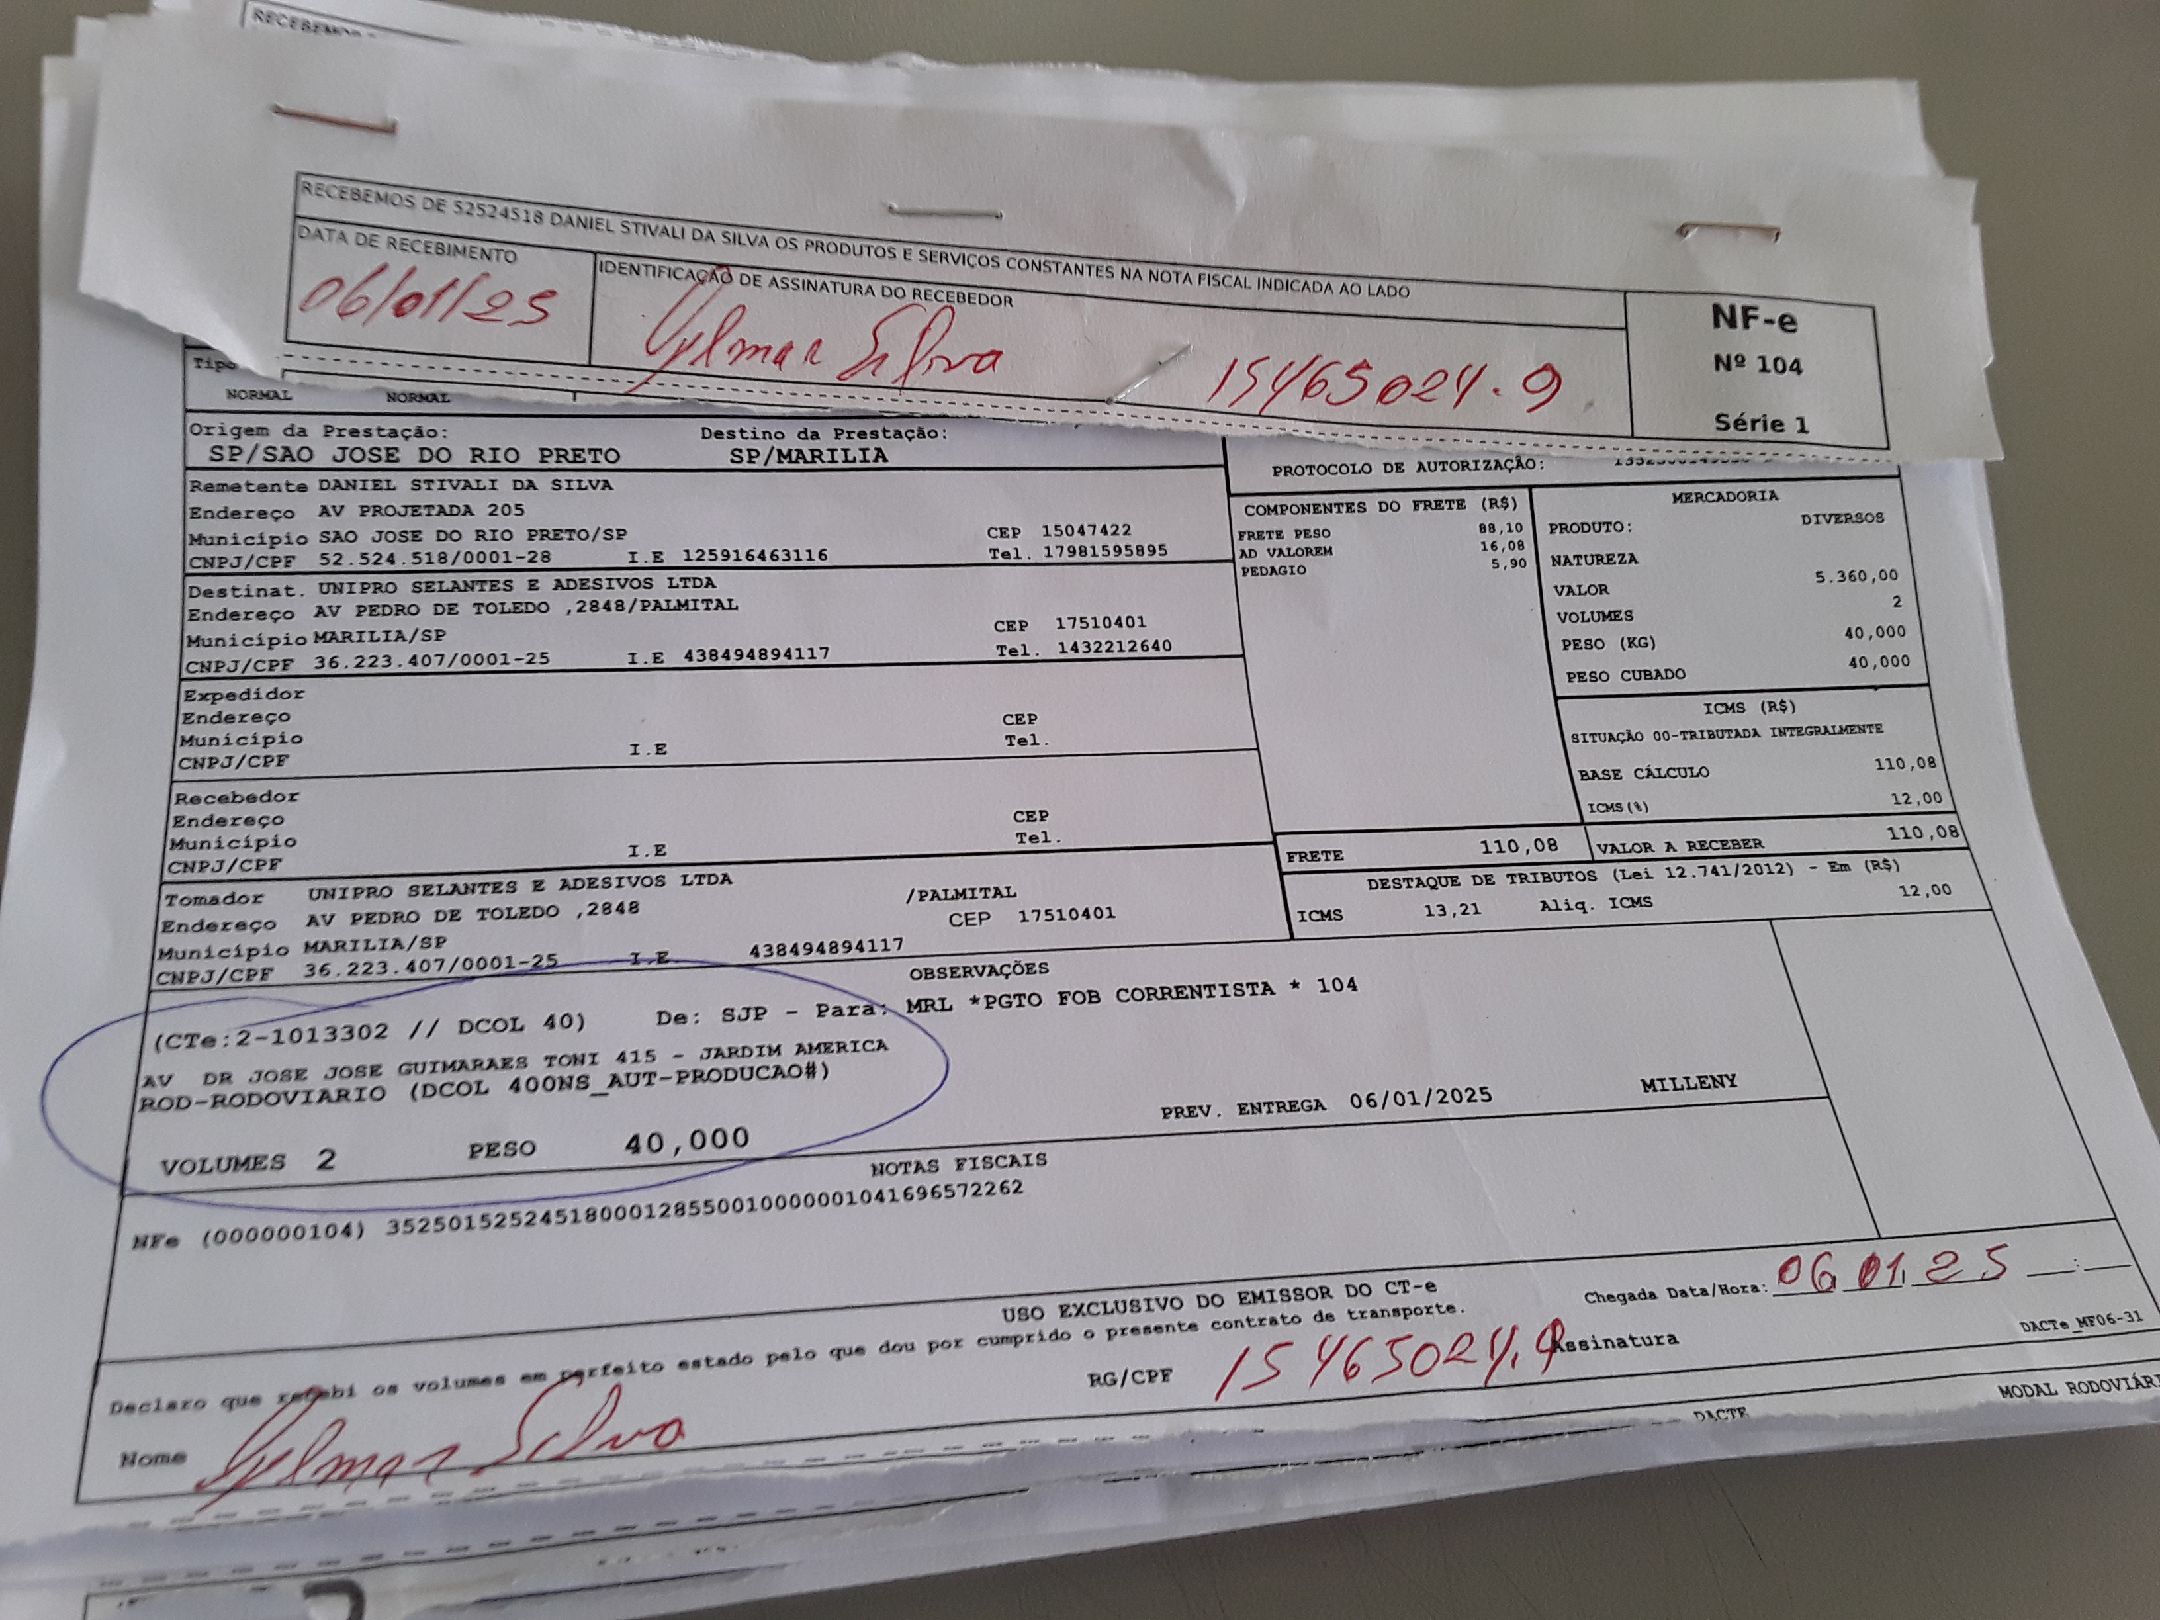 RECEBEMOS
RECEBEMOS DE 52524518 DANIEL STIVALI DA SILVA OS PRODUTOS E SERVIÇOS CONSTANTES NA NOTA FISCAL INDICADA AO LADO
DATA DE RECEBIMENTO
06/01/25
IDENTIFICAÇÃO DE ASSINATURA DO RECEBEDOR
Gylmar Silva 15465024.9
NF-e
Nº 104
Série 1
Tipo
NORMAL NORMAL
Origem da Prestação: Destino da Prestação:
SP/SAO JOSE DO RIO PRETO SP/MARILIA
PROTOCOLO DE AUTORIZAÇÃO:
Remetente DANIEL STIVALI DA SILVA
Endereço AV PROJETADA 205
Município SAO JOSE DO RIO PRETO/SP CEP 15047422
CNPJ/CPF 52.524.518/0001-28 I.E 125916463116 Tel. 17981595895
Destinat. UNIPRO SELANTES E ADESIVOS LTDA
Endereço AV PEDRO DE TOLEDO ,2848/PALMITAL
Município MARILIA/SP CEP 17510401
CNPJ/CPF 36.223.407/0001-25 I.E 438494894117 Tel. 1432212640
Expedidor
Endereço CEP
Município Tel.
CNPJ/CPF I.E
Recebedor
Endereço CEP
Município Tel.
CNPJ/CPF I.E
Tomador UNIPRO SELANTES E ADESIVOS LTDA
Endereço AV PEDRO DE TOLEDO ,2848 /PALMITAL
Município MARILIA/SP CEP 17510401
CNPJ/CPF 36.223.407/0001-25 I.E 438494894117
COMPONENTES DO FRETE (R$)
FRETE PESO 88,10
AD VALOREM 16,08
PEDAGIO 5,90
MERCADORIA
PRODUTO: DIVERSOS
NATUREZA
VALOR 5.360,00
VOLUMES 2
PESO (KG) 40,000
PESO CUBADO 40,000
ICMS (R$)
SITUAÇÃO 00-TRIBUTADA INTEGRALMENTE
BASE CÁLCULO 110,08
ICMS(%) 12,00
FRETE 110,08 VALOR A RECEBER 110,08
DESTAQUE DE TRIBUTOS (Lei 12.741/2012) - Em (R$)
ICMS 13,21 Aliq. ICMS 12,00
OBSERVAÇÕES
(CTe:2-1013302 // DCOL 40) De: SJP - Para: MRL *PGTO FOB CORRENTISTA * 104
AV DR JOSE JOSE GUIMARAES TONI 415 - JARDIM AMERICA
ROD-RODOVIARIO (DCOL 400NS_AUT-PRODUCAO#)
PREV. ENTREGA 06/01/2025 MILLENY
VOLUMES 2 PESO 40,000
NOTAS FISCAIS
NFe (000000104) 35250152524518000128550010000001041696572262
USO EXCLUSIVO DO EMISSOR DO CT-e
Chegada Data/Hora: 06.01.25 __:__
Declaro que recebi os volumes em perfeito estado pelo que dou por cumprido o presente contrato de transporte.
DACTe_MF06-31
Nome Gylmar Silva RG/CPF 15465024.9 Assinatura
DACTE MODAL RODOVIÁRI